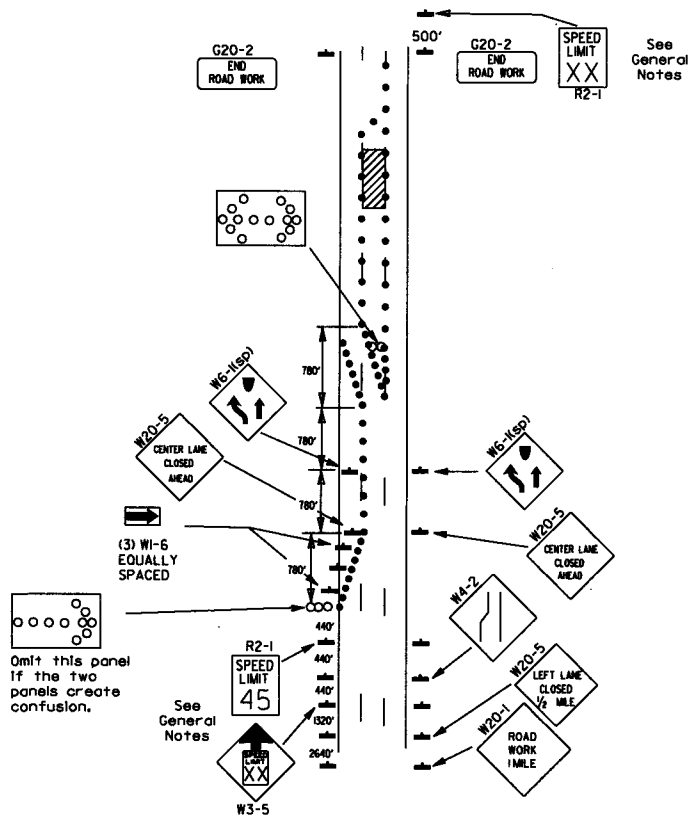 G20-2
END
ROAD WORK
500'
G20-2
END
ROAD WORK
SPEED
LIMIT
XX
R2-1
See
General
Notes
780'
W6-1(sp)
780'
W6-1(sp)
W20-5
CENTER LANE
CLOSED
AHEAD
780'
W20-5
CENTER LANE
CLOSED
AHEAD
(3) W1-6
EQUALLY
SPACED
780'
Omit this panel
if the two
panels create
confusion.
440'
R2-1
SPEED
LIMIT
45
440'
W4-2
440'
W20-5
LEFT LANE
CLOSED
1/2 MILE
See
General
Notes
1320'
W20-1
ROAD
WORK
1 MILE
2640'
SPEED
LIMIT
XX
W3-5